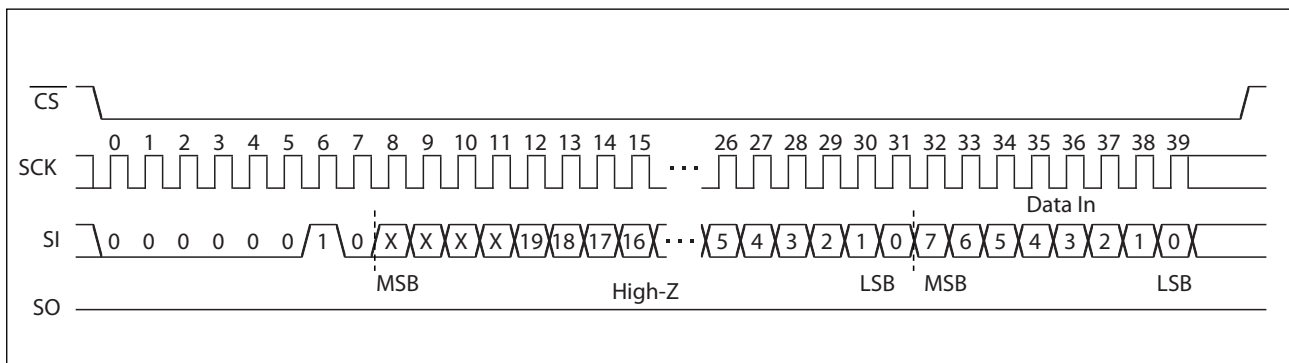 CS
0 1 2 3 4 5 6 7 8 9 10 11 12 13 14 15 26 27 28 29 30 31 32 33 34 35 36 37 38 39
SCK ...
Data In
SI 0 0 0 0 0 0 1 0 X X X X 19 18 17 16 ... 5 4 3 2 1 0 7 6 5 4 3 2 1 0
MSB High-Z LSB MSB LSB
SO